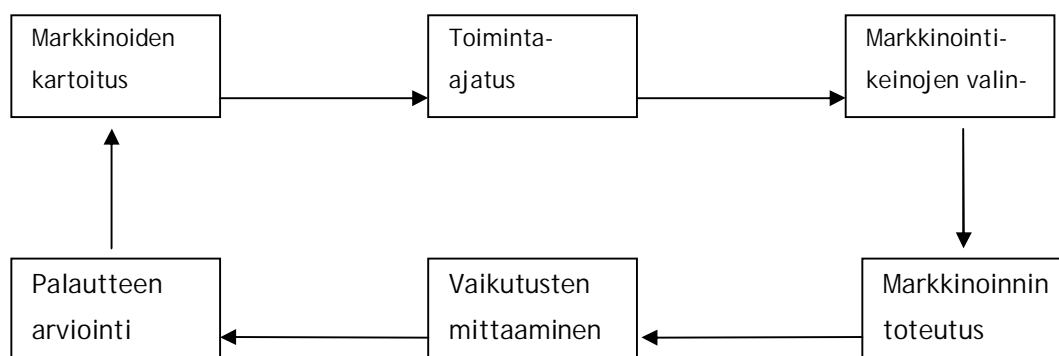 Markkinoiden
kartoitus
Toiminta-
ajatus
Markkinointi-
keinojen valin-
Markkinoinnin
toteutus
Vaikutusten
mittaaminen
Palautteen
arviointi